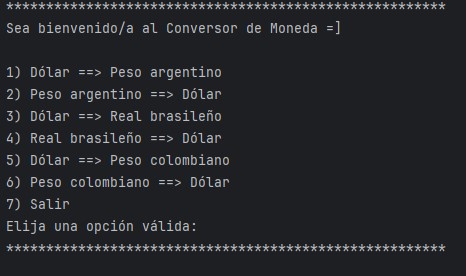 *******************************************************
Sea bienvenido/a al Conversor de Moneda =]
1) Dólar ==> Peso argentino
2) Peso argentino ==> Dólar
3) Dólar ==> Real brasileño
4) Real brasileño ==> Dólar
5) Dólar ==> Peso colombiano
6) Peso colombiano ==> Dólar
7) Salir
Elija una opción válida:
*******************************************************